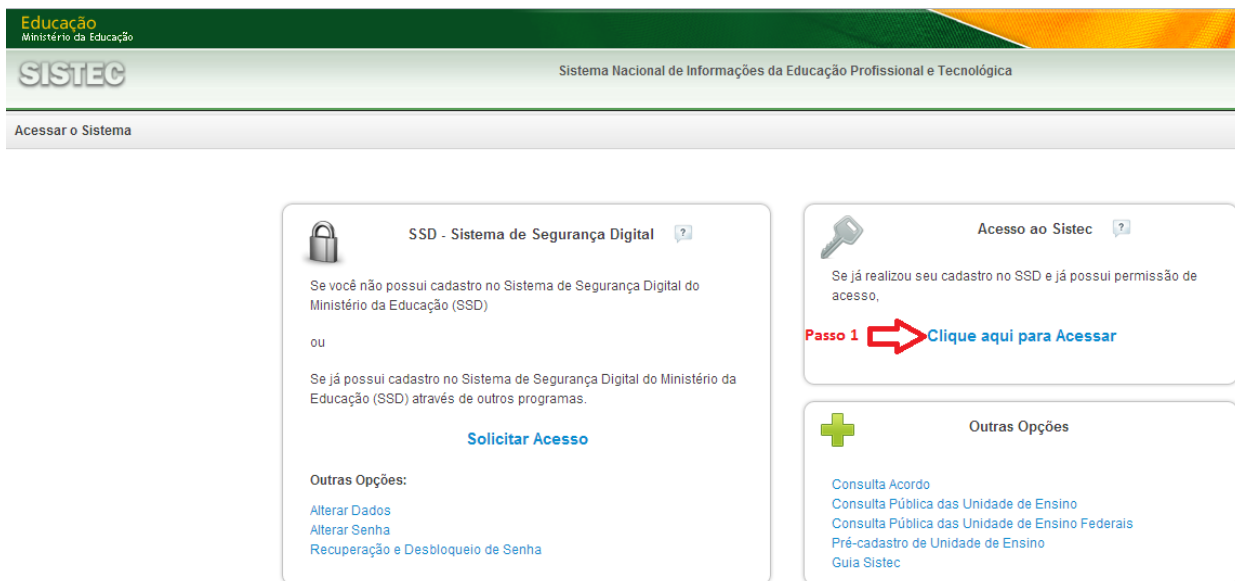 Educação
Ministério da Educação
SISTEC
Sistema Nacional de Informações da Educação Profissional e Tecnológica
Acessar o Sistema
SSD - Sistema de Segurança Digital ?
Se você não possui cadastro no Sistema de Segurança Digital do
Ministério da Educação (SSD)
ou
Se já possui cadastro no Sistema de Segurança Digital do Ministério da
Educação (SSD) através de outros programas.
Solicitar Acesso
Outras Opções:
Alterar Dados
Alterar Senha
Recuperação e Desbloqueio de Senha
Acesso ao Sistec ?
Se já realizou seu cadastro no SSD e já possui permissão de
acesso,
Passo 1 Clique aqui para Acessar
Outras Opções
Consulta Acordo
Consulta Pública das Unidade de Ensino
Consulta Pública das Unidade de Ensino Federais
Pré-cadastro de Unidade de Ensino
Guia Sistec